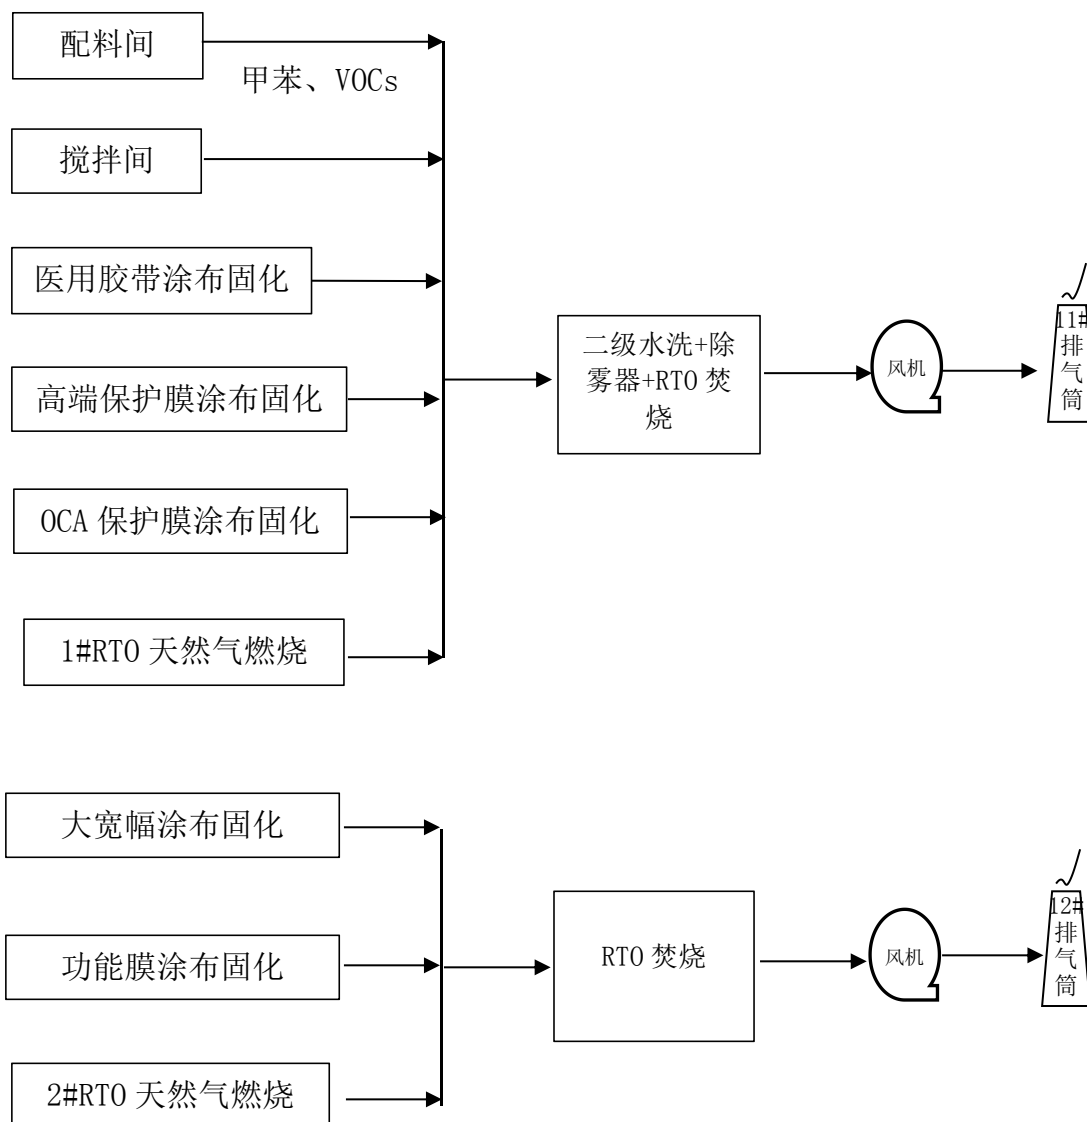 配料间
甲苯、VOCs
搅拌间
医用胶带涂布固化
高端保护膜涂布固化
OCA 保护膜涂布固化
1#RTO 天然气燃烧
二级水洗+除
雾器+RTO 焚
烧
风机
11#
排
气
筒
大宽幅涂布固化
功能膜涂布固化
2#RTO 天然气燃烧
RTO 焚烧
风机
12#
排
气
筒